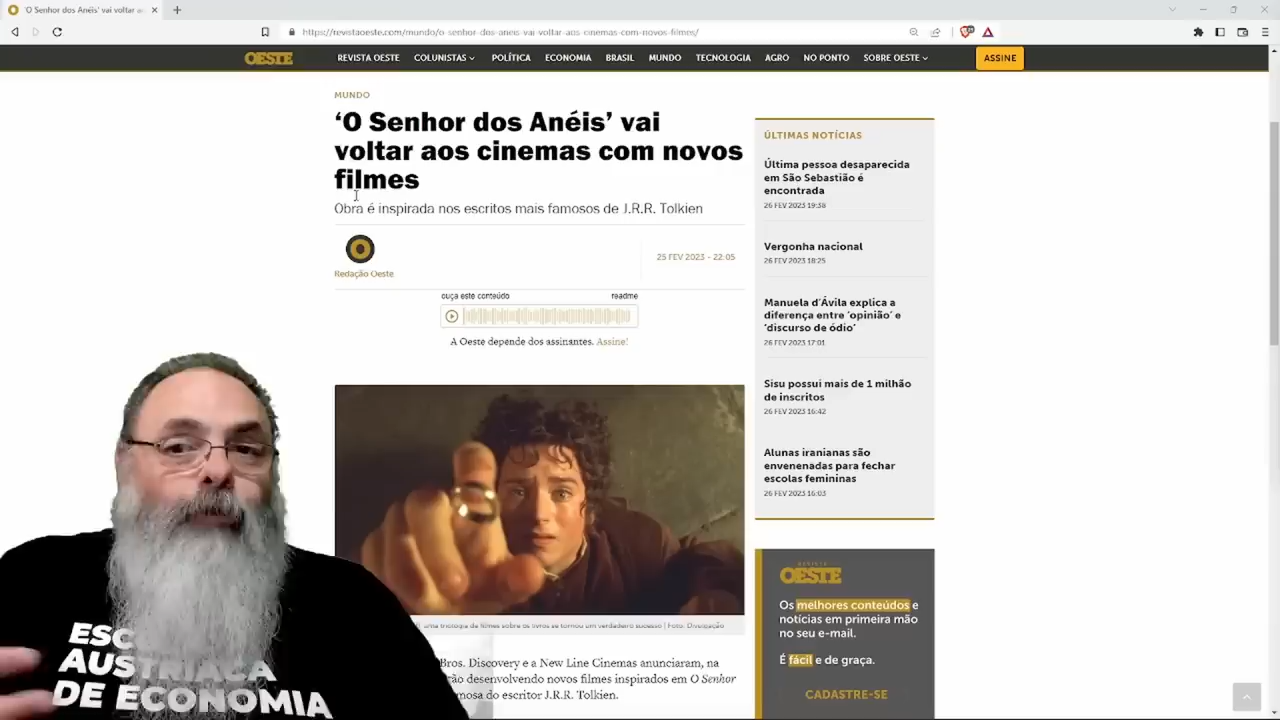 'O Senhor dos Anéis' vai voltar ao
https://revistaoeste.com/mundo/o-senhor-dos-aneis-vai-voltar-aos-cinemas-com-novos-filmes/
OESTE
REVISTA OESTE
COLUNISTAS
POLÍTICA
ECONOMIA
BRASIL
MUNDO
TECNOLOGIA
AGRO
NO PONTO
SOBRE OESTE
ASSINE
MUNDO
‘O Senhor dos Anéis’ vai
voltar aos cinemas com novos
filmes
Obra é inspirada nos escritos mais famosos de J.R.R. Tolkien
Redação Oeste
25 FEV 2023 - 22:05
ouça este conteúdo
readme
A Oeste depende dos assinantes. Assine!
uma trilogia de filmes sobre os livros se tornou um verdadeiro sucesso | Foto: Divulgação
Bros. Discovery e a New Line Cinemas anunciaram, na
desenvolvendo novos filmes inspirados em O Senhor
do escritor J.R.R. Tolkien.
ÚLTIMAS NOTÍCIAS
Última pessoa desaparecida
em São Sebastião é
encontrada
26 FEV 2023 19:38
Vergonha nacional
26 FEV 2023 18:25
Manuela d’Ávila explica a
diferença entre ‘opinião’ e
‘discurso de ódio’
26 FEV 2023 17:01
Sisu possui mais de 1 milhão
de inscritos
26 FEV 2023 16:42
Alunas iranianas são
envenenadas para fechar
escolas femininas
26 FEV 2023 16:03
REVISTA
OESTE
Os melhores conteúdos e
notícias em primeira mão
no seu e-mail.
É fácil e de graça.
CADASTRE-SE
ESC
AUSTRÍACA
DE ECONOMIA